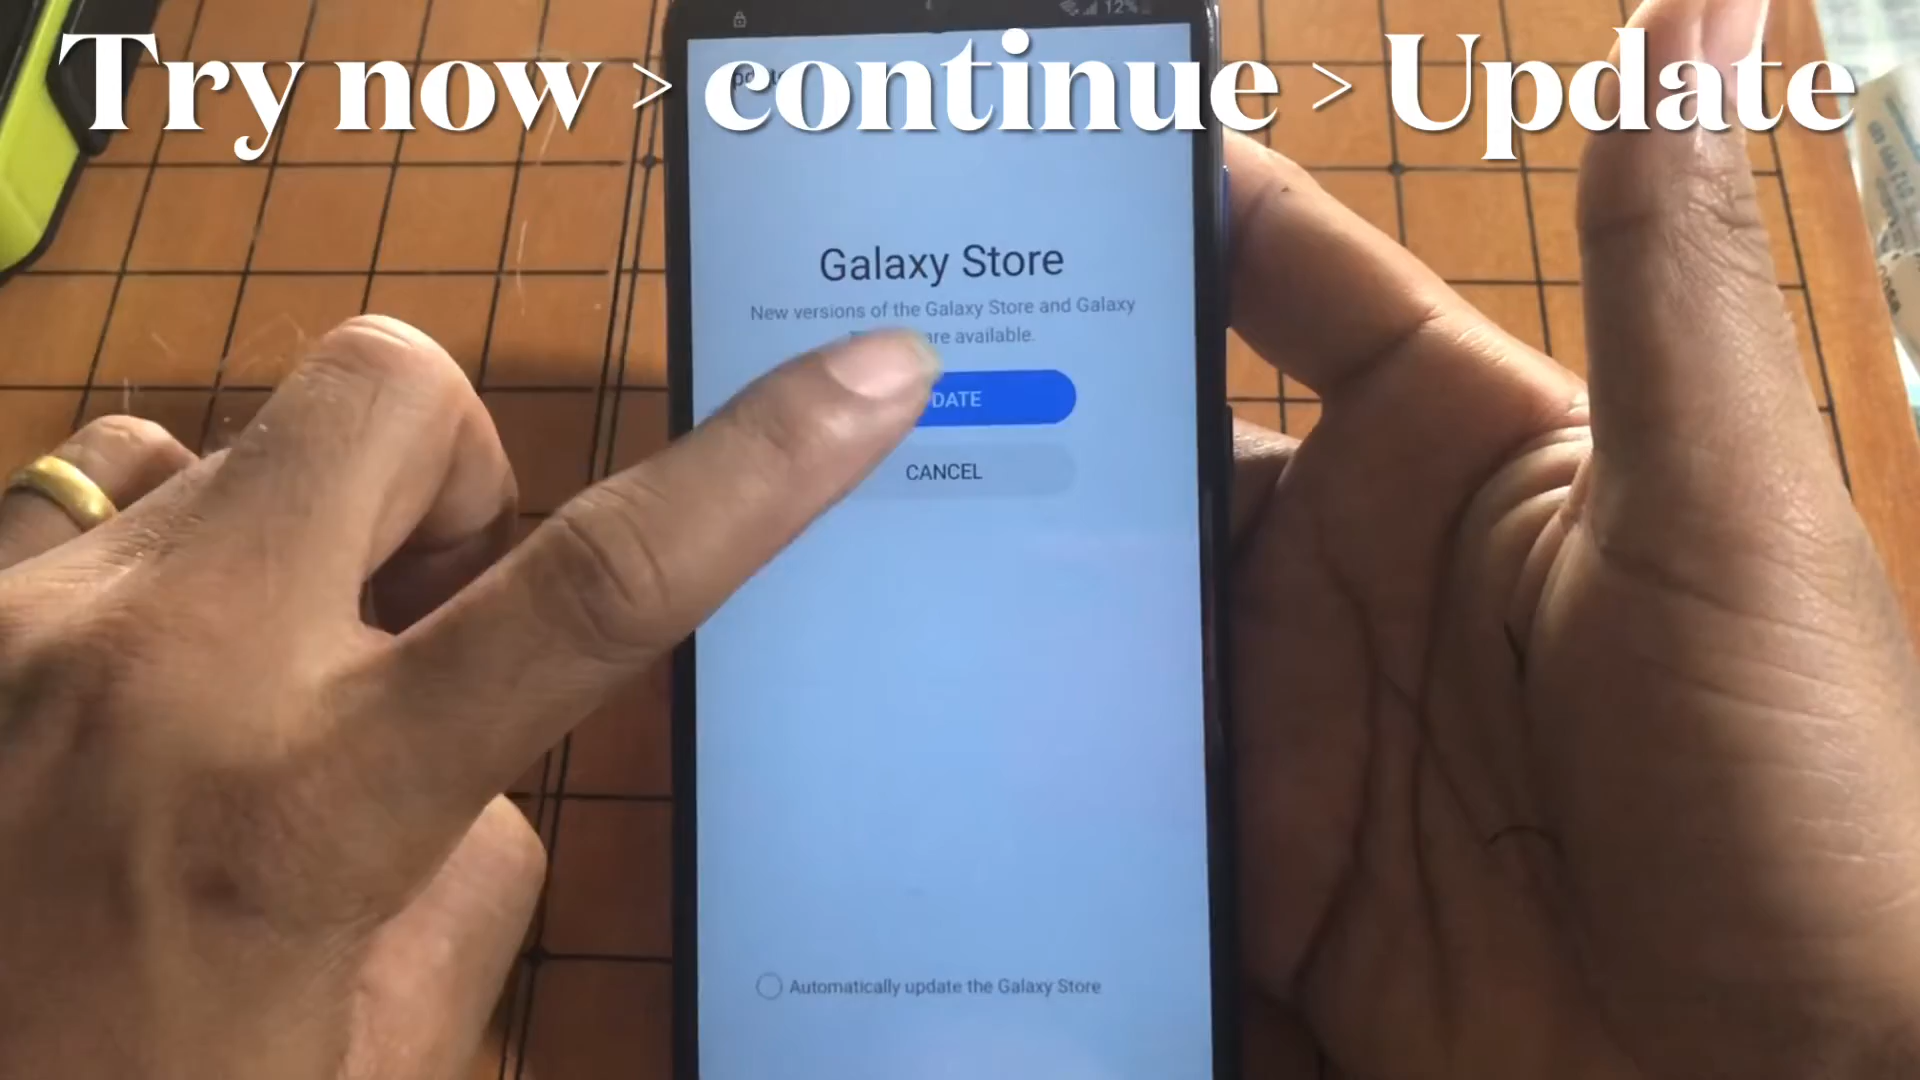 12%
Try now > continue > Update
Galaxy Store
New versions of the Galaxy Store and Galaxy
are available.
DATE
CANCEL
Automatically update the Galaxy Store